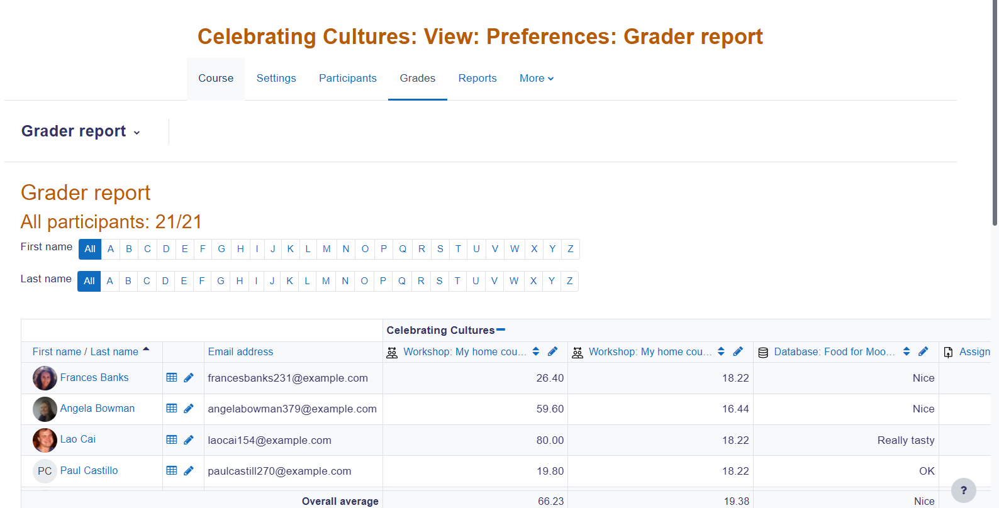 Celebrating Cultures: View: Preferences: Grader report
Course Settings Participants Grades Reports More
Grader report
Grader report
All participants: 21/21
First name All A B C D E F G H I J K L M N O P Q R S T U V W X Y Z
Last name All A B C D E F G H I J K L M N O P Q R S T U V W X Y Z
Celebrating Cultures
First name / Last name Email address Workshop: My home cou... Workshop: My home cou... Database: Food for Moo... Assign
Frances Banks francesbanks231@example.com 26.40 18.22 Nice
Angela Bowman angelabowman379@example.com 59.60 16.44 Nice
Lao Cai laocai154@example.com 80.00 18.22 Really tasty
PC Paul Castillo paulcastill270@example.com 19.80 18.22 OK
?
Overall average 66.23 19.38 Nice